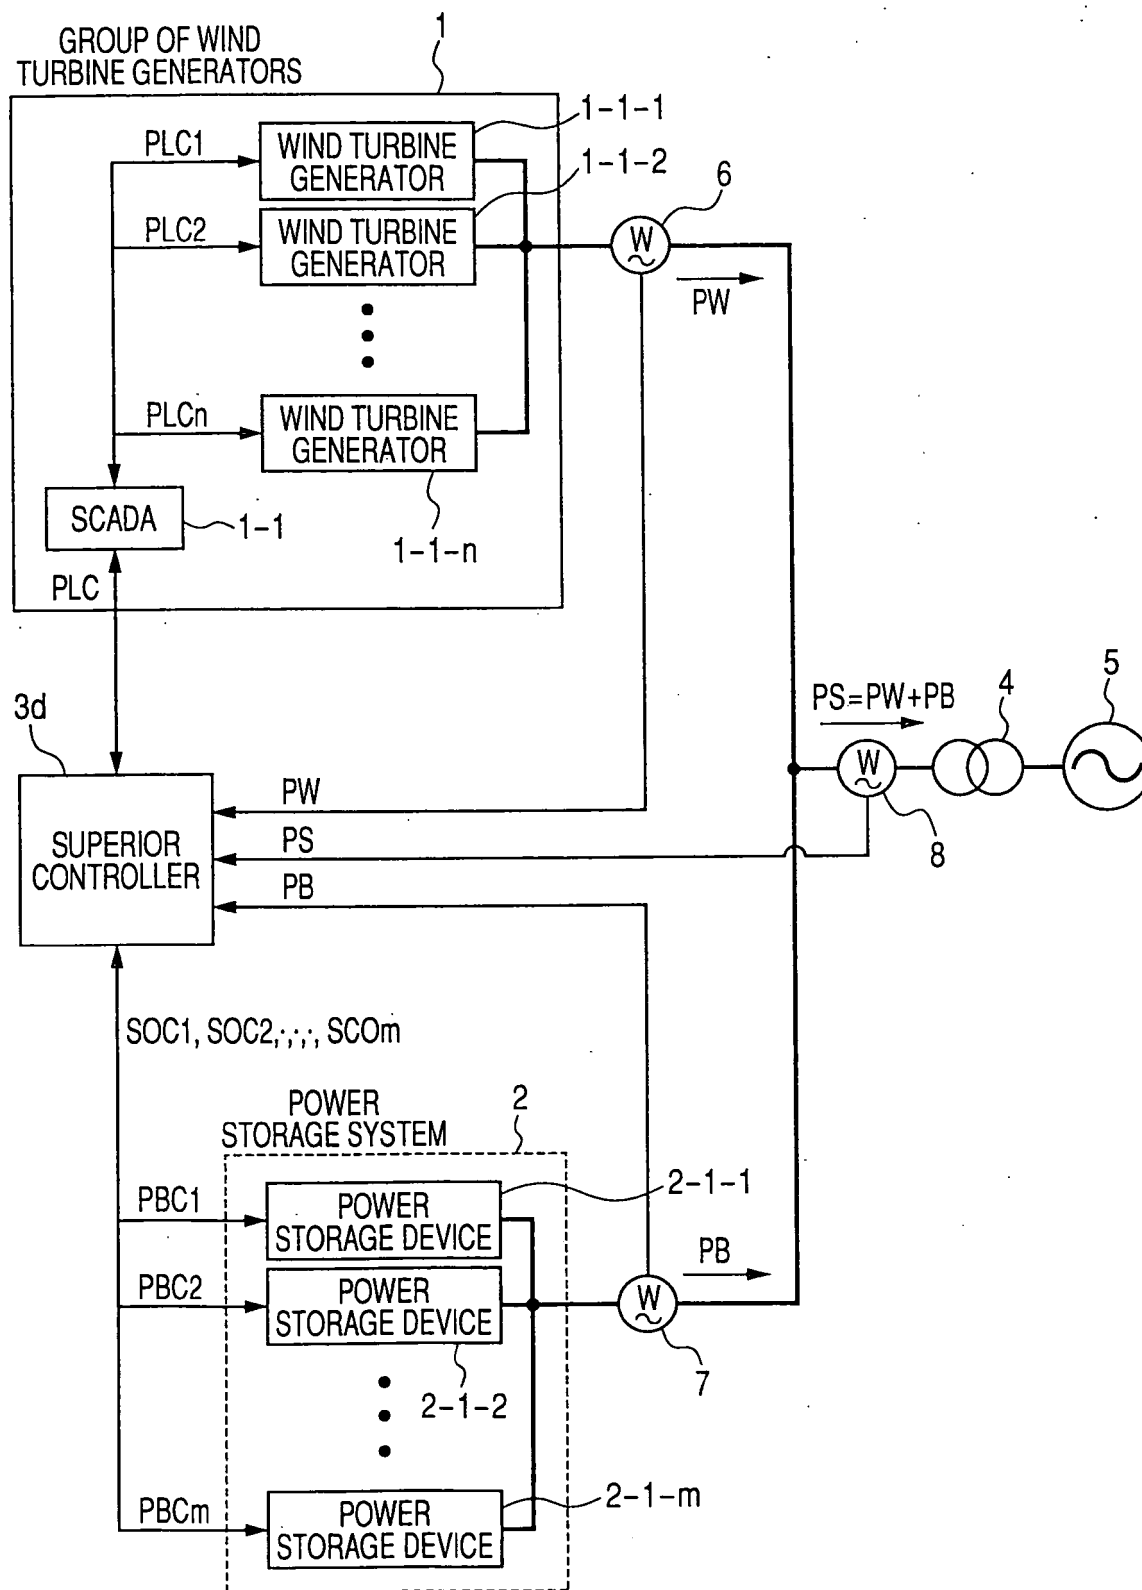 1
GROUP OF WIND
TURBINE GENERATORS
PLC1
WIND TURBINE
GENERATOR
1-1-1
PLC2
WIND TURBINE
GENERATOR
1-1-2
6
W
PW
PLCn
WIND TURBINE
GENERATOR
1-1-n
SCADA
1-1
PLC
3d
SUPERIOR
CONTROLLER
PW
PS
PB
PS=PW+PB
4
5
W
8
SOC1, SOC2,·,·,·, SCOm
POWER
STORAGE SYSTEM
2
PBC1
POWER
STORAGE DEVICE
2-1-1
PBC2
POWER
STORAGE DEVICE
2-1-2
W
PB
7
PBCm
POWER
STORAGE DEVICE
2-1-m